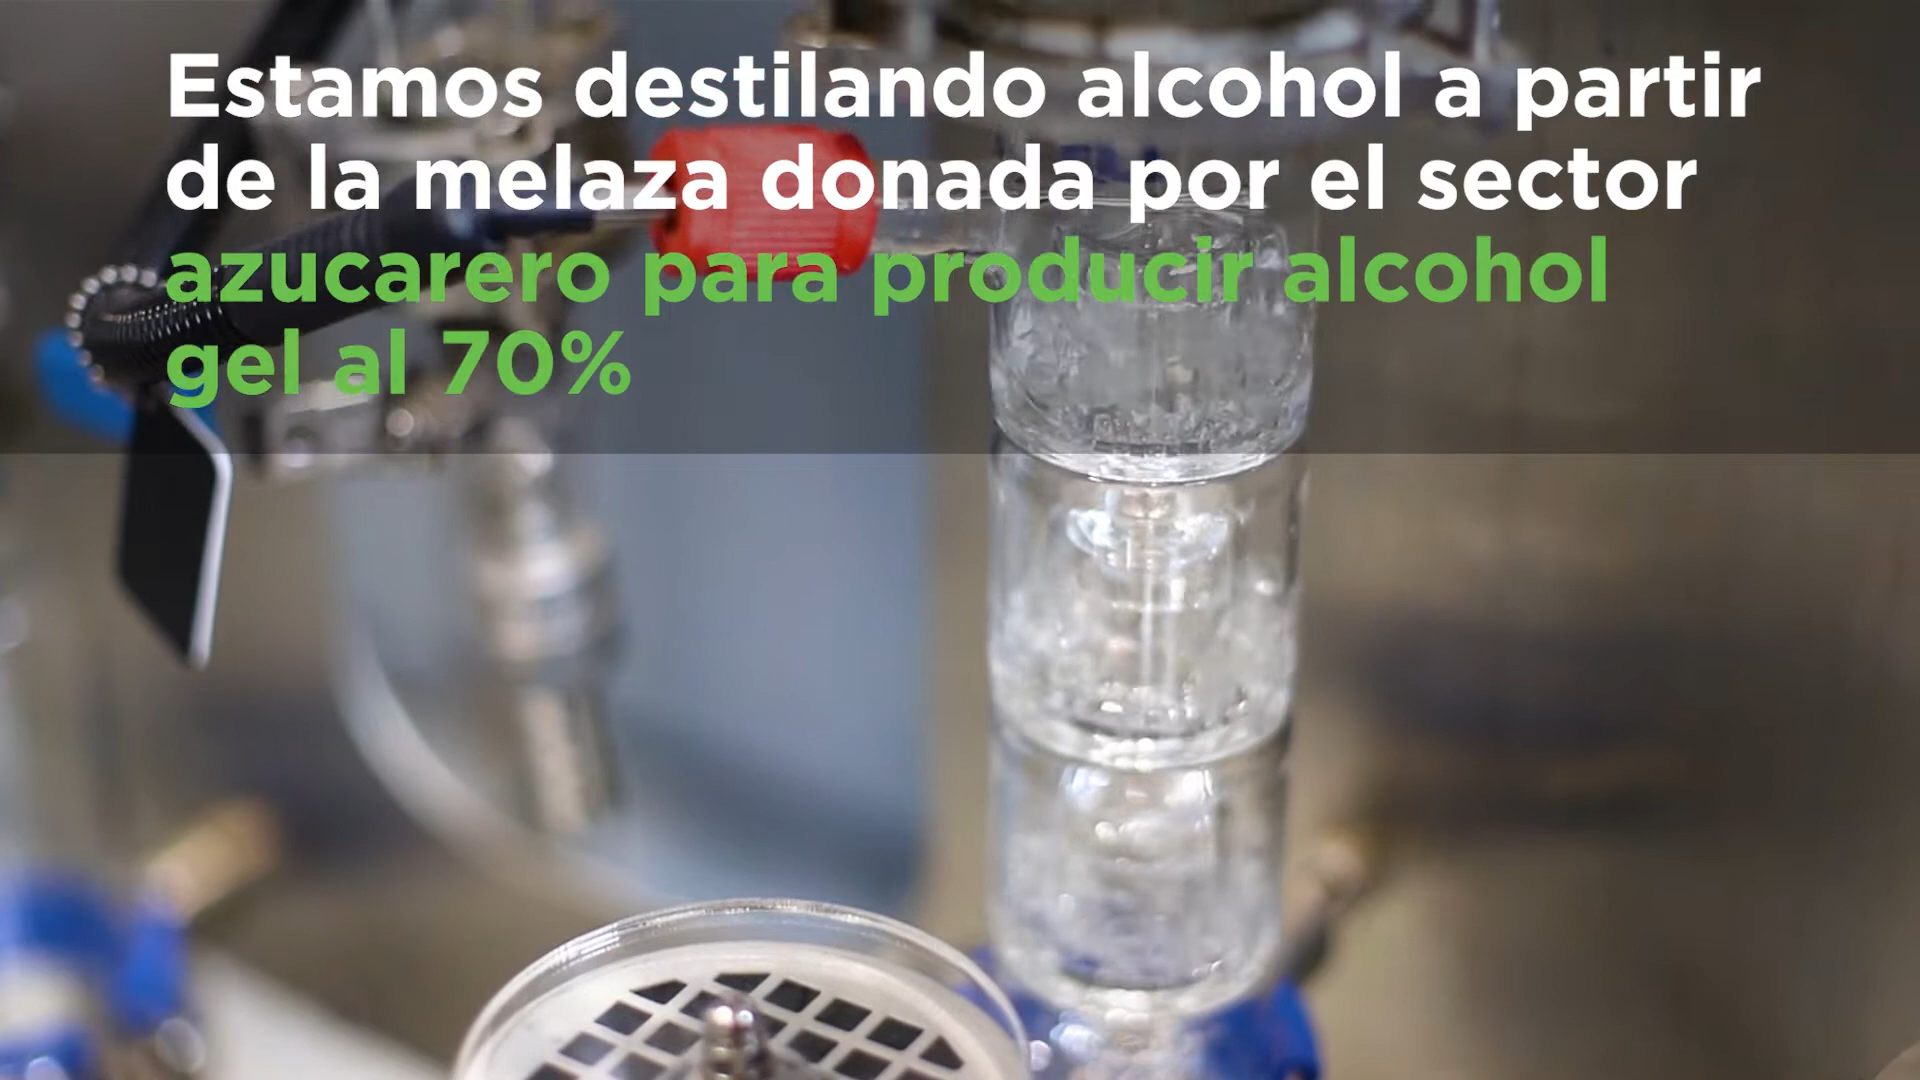 Estamos destilando alcohol a partir
de la melaza donada por el sector
azucarero para producir alcohol
gel al 70%